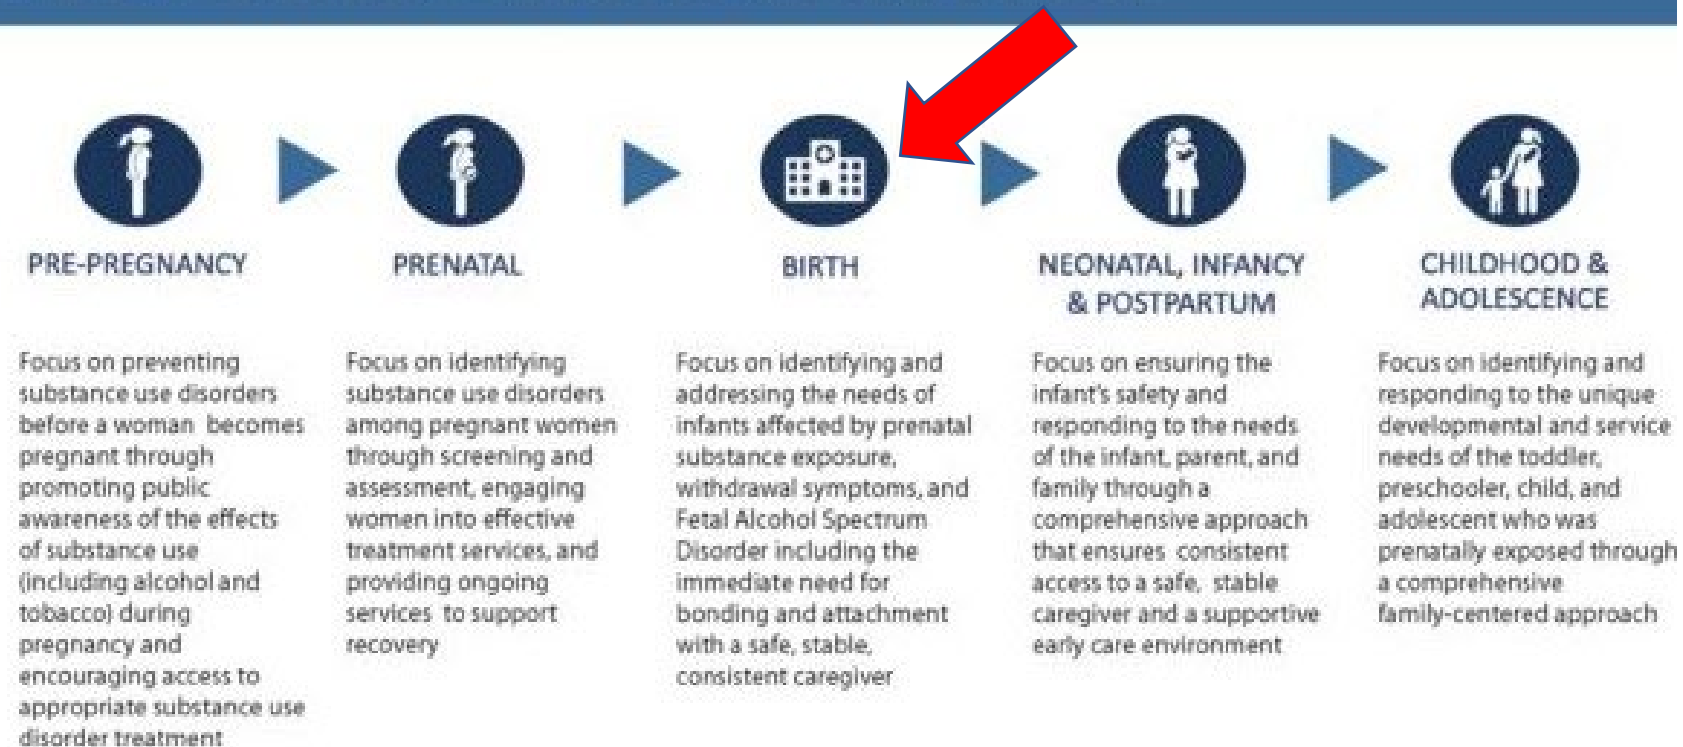 PRE-PREGNANCY
Focus on preventing
substance use disorders
before a woman becomes
pregnant through
promoting public
awareness of the effects
of substance use
(including alcohol and
tobacco) during
pregnancy and
encouraging access to
appropriate substance use
disorder treatment
PRENATAL
Focus on identifying
substance use disorders
among pregnant women
through screening and
assessment, engaging
women into effective
treatment services, and
providing ongoing
services to support
recovery
BIRTH
Focus on identifying and
addressing the needs of
infants affected by prenatal
substance exposure,
withdrawal symptoms, and
Fetal Alcohol Spectrum
Disorder including the
immediate need for
bonding and attachment
with a safe, stable,
consistent caregiver
NEONATAL, INFANCY
& POSTPARTUM
Focus on ensuring the
infant's safety and
responding to the needs
of the infant, parent, and
family through a
comprehensive approach
that ensures consistent
access to a safe, stable
caregiver and a supportive
early care environment
CHILDHOOD &
ADOLESCENCE
Focus on identifying and
responding to the unique
developmental and service
needs of the toddler,
preschooler, child, and
adolescent who was
prenatally exposed through
a comprehensive
family-centered approach